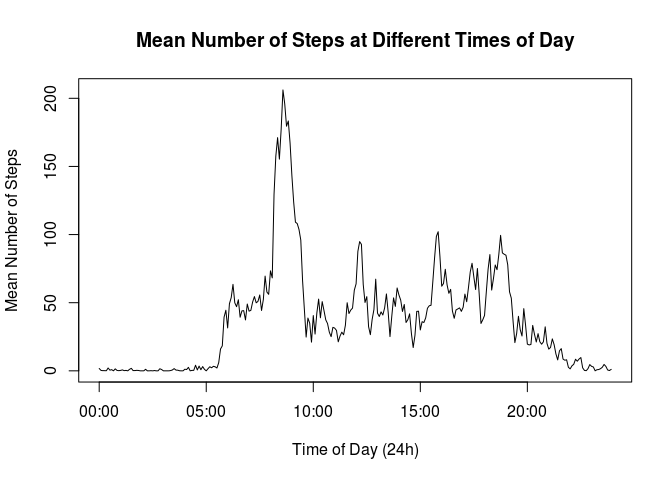 Mean Number of Steps at Different Times of Day
200
150
100
50
0
Mean Number of Steps
00:00 05:00 10:00 15:00 20:00
Time of Day (24h)